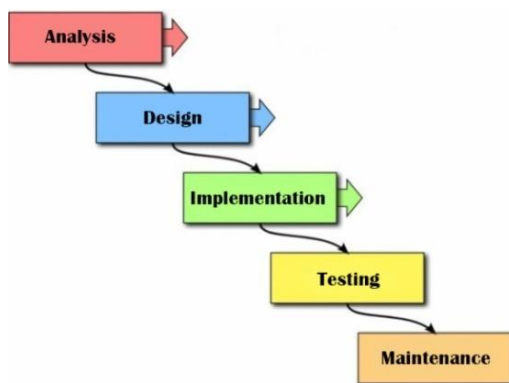 Analysis
Design
Implementation
Testing
Maintenance